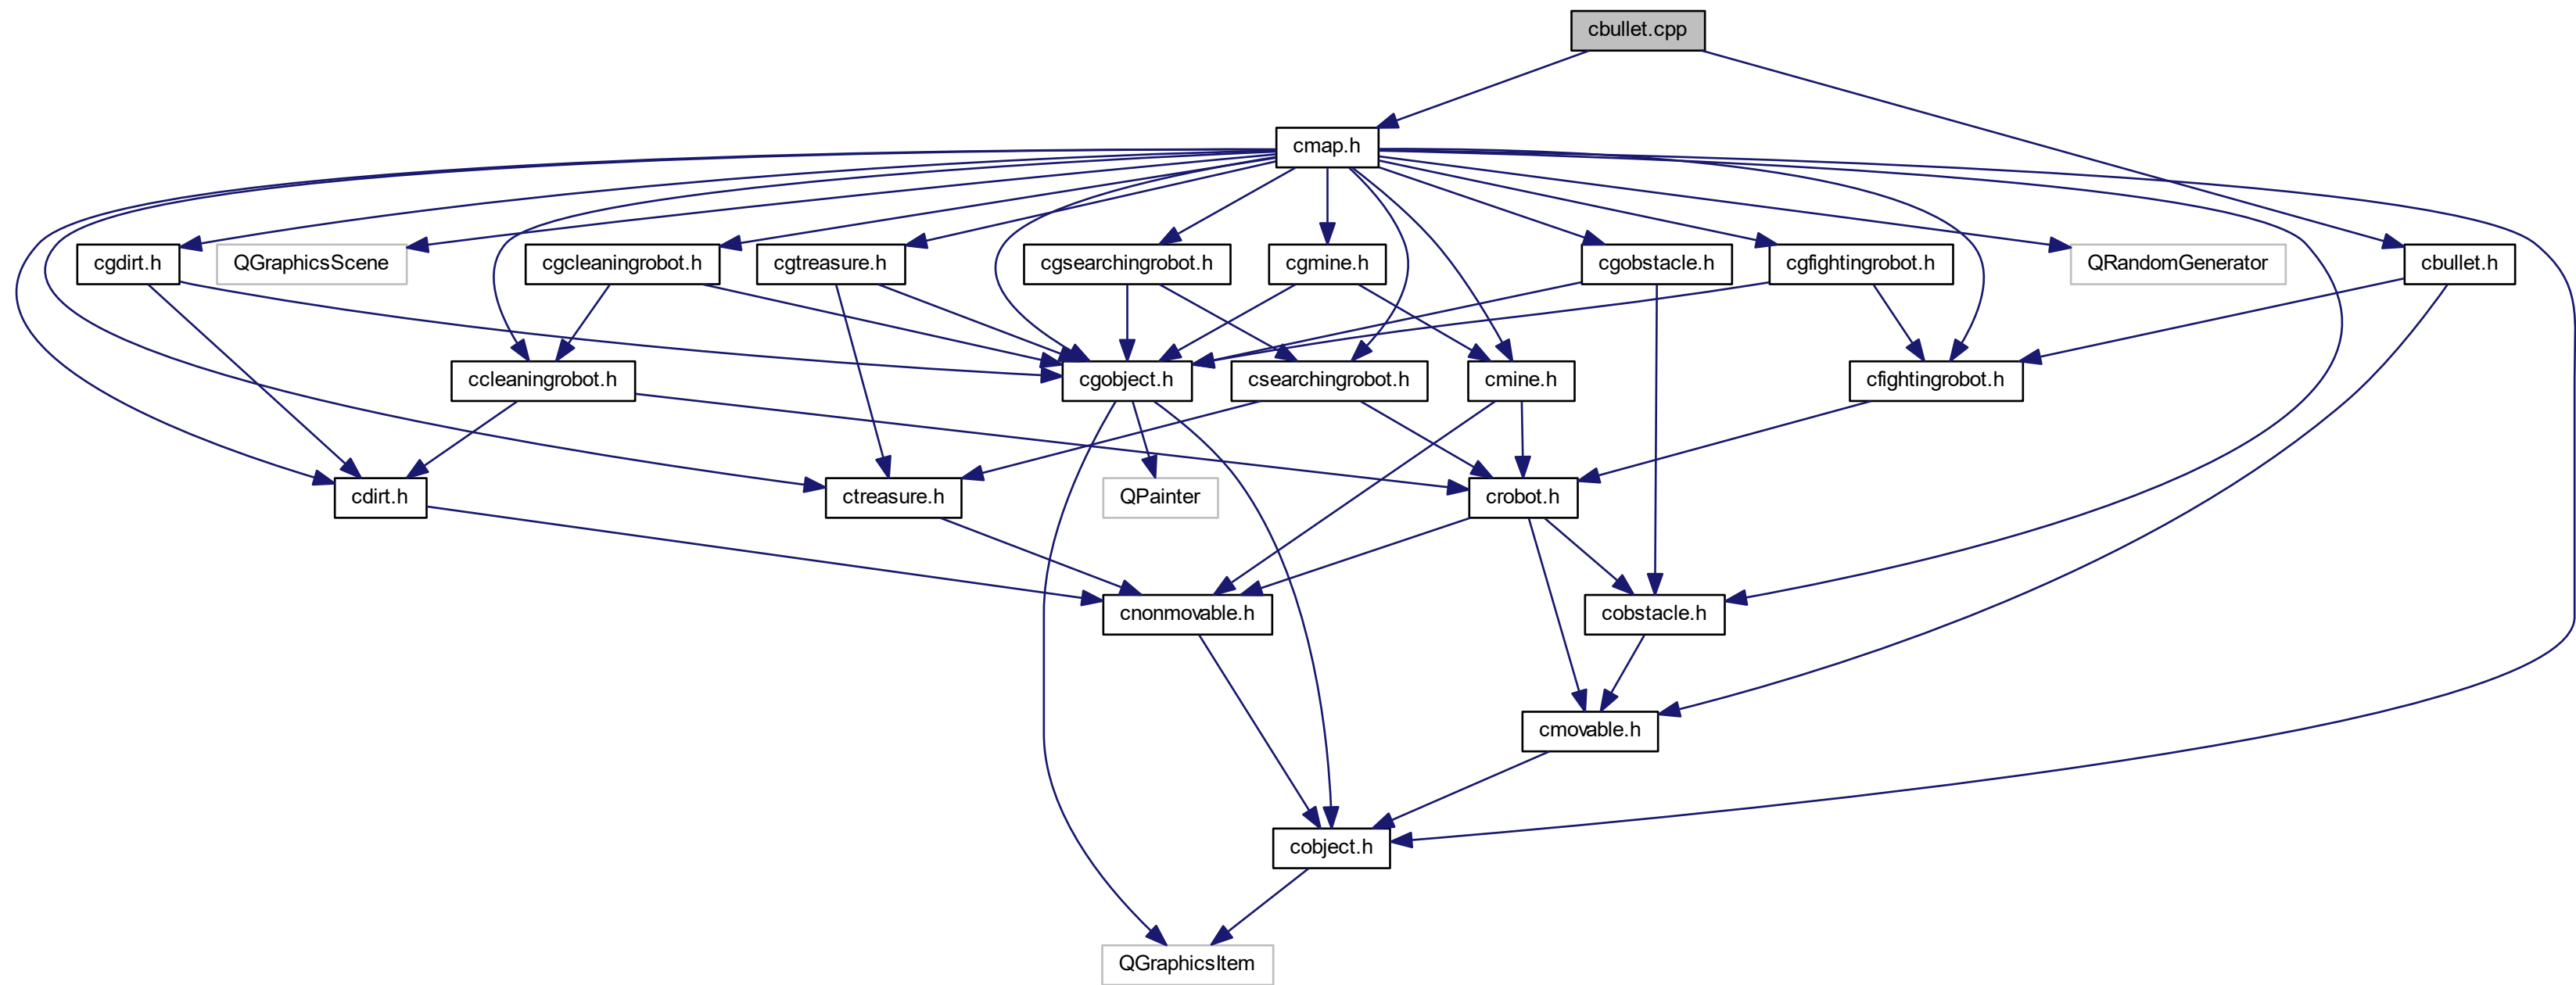 cbullet.cpp
cmap.h
cgdirt.h
QGraphicsScene
cgcleaningrobot.h
cgtreasure.h
cgsearchingrobot.h
cgmine.h
cgobstacle.h
cgfightingrobot.h
QRandomGenerator
cbullet.h
ccleaningrobot.h
cgobject.h
csearchingrobot.h
cmine.h
cfightingrobot.h
cdirt.h
ctreasure.h
QPainter
crobot.h
cnonmovable.h
cobstacle.h
cmovable.h
cobject.h
QGraphicsItem